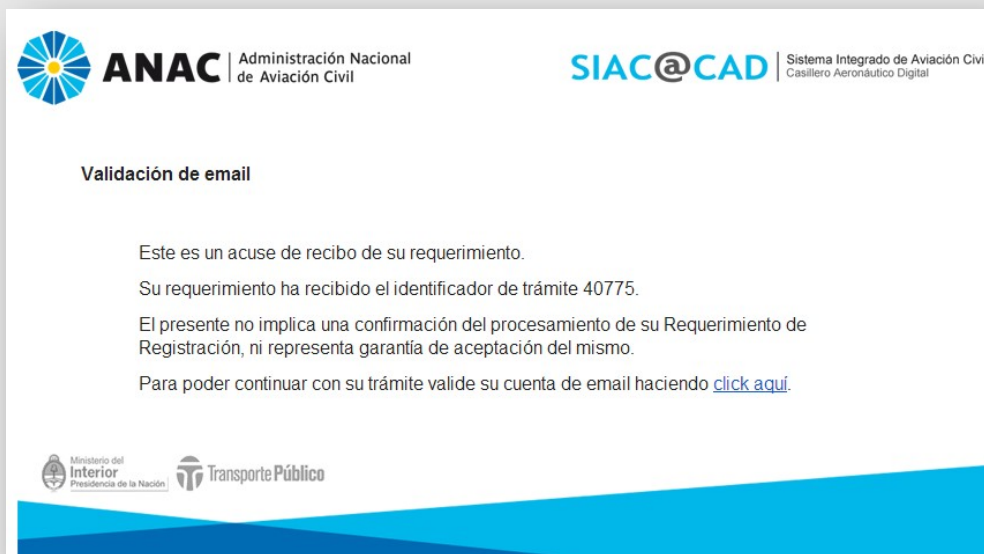 ANAC
Administración Nacional
de Aviación Civil
SIAC@CAD
Sistema Integrado de Aviación Civi
Casillero Aeronáutico Digital
Validación de email
Este es un acuse de recibo de su requerimiento.
Su requerimiento ha recibido el identificador de trámite 40775.
El presente no implica una confirmación del procesamiento de su Requerimiento de
Registración, ni representa garantía de aceptación del mismo.
Para poder continuar con su trámite valide su cuenta de email haciendo click aquí.
Ministerio del
Interior
Presidencia de la Nación
Transporte Público